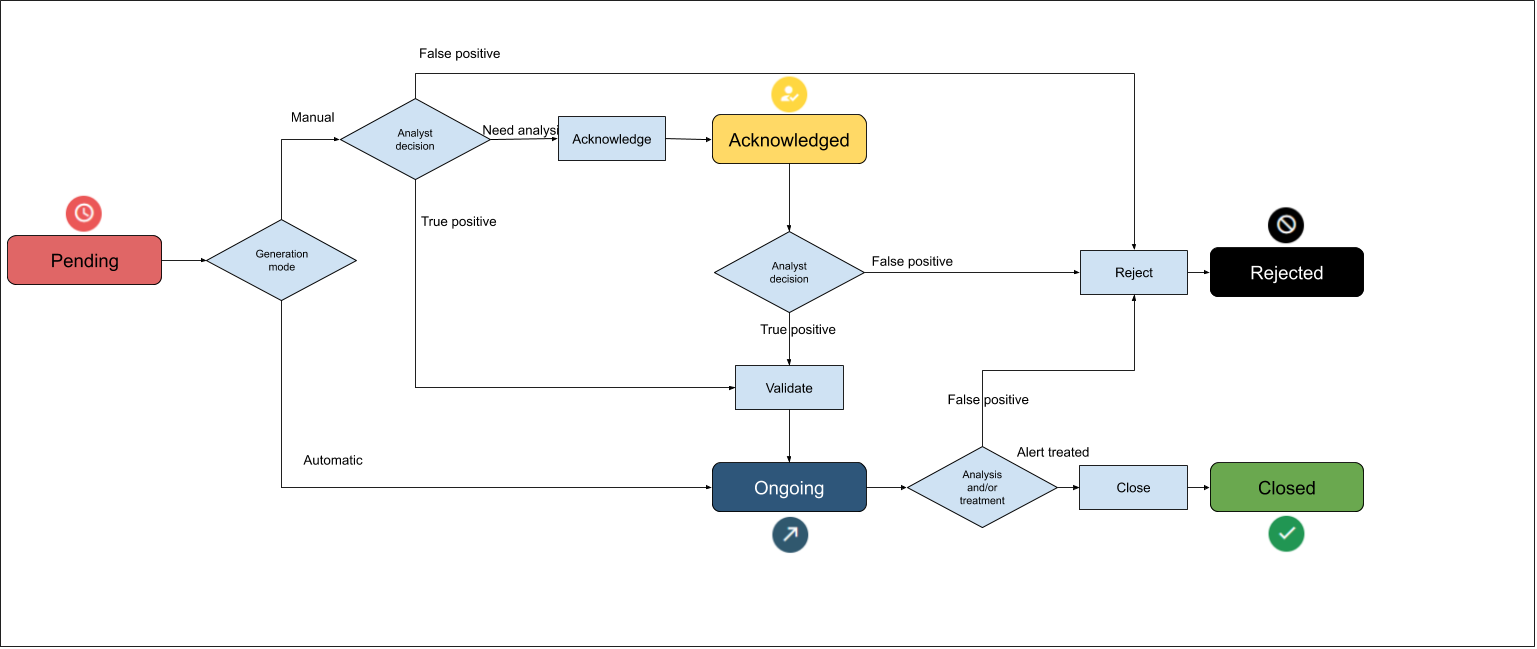 False positive
Manual
Analyst
decision
Need analysi
Acknowledge
Acknowledged
True positive
Pending
Generation
mode
Analyst
decision
False positive
Reject
Rejected
True positive
Validate
False positive
Automatic
Alert treated
Ongoing
Analysis
and/or
treatment
Close
Closed